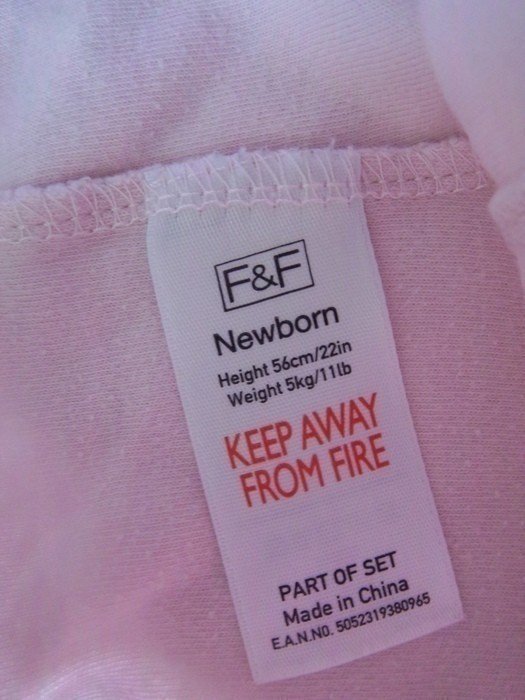 F&F
Newborn
Height 56cm/22in
Weight 5kg/11lb
KEEP AWAY
FROM FIRE
PART OF SET
Made in China
E.A.N.NO. 5052319380965